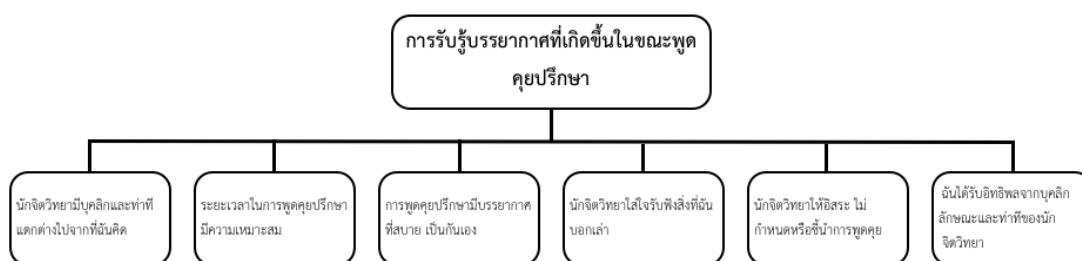 การรับรู้บรรยากาศที่เกิดขึ้นในขณะพูด
คุยปรึกษา
นักจิตวิทยามีบุคลิกและท่าที
แตกต่างไปจากที่ฉันคิด
ระยะเวลาในการพูดคุยปรึกษา
มีความเหมาะสม
การพูดคุยปรึกษามีบรรยากาศ
ที่สบาย เป็นกันเอง
นักจิตวิทยาใส่ใจรับฟังสิ่งที่ฉัน
บอกเล่า
นักจิตวิทยาให้อิสระ ไม่
กำหนดหรือชี้นำการพูดคุย
ฉันได้รับอิทธิพลจากบุคลิก
ลักษณะและท่าทีของนัก
จิตวิทยา